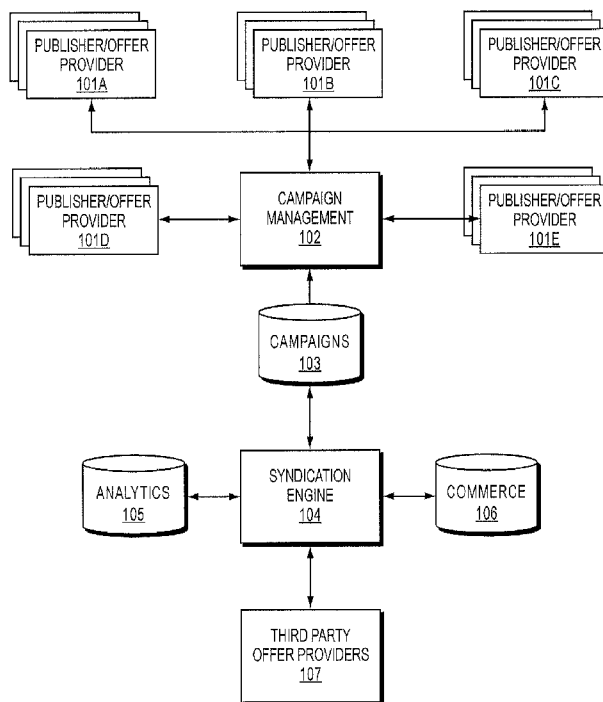 PUBLISHER/OFFER
PROVIDER
101A
PUBLISHER/OFFER
PROVIDER
101B
PUBLISHER/OFFER
PROVIDER
101C
PUBLISHER/OFFER
PROVIDER
101D
CAMPAIGN
MANAGEMENT
102
PUBLISHER/OFFER
PROVIDER
101E
CAMPAIGNS
103
ANALYTICS
105
SYNDICATION
ENGINE
104
COMMERCE
106
THIRD PARTY
OFFER PROVIDERS
107